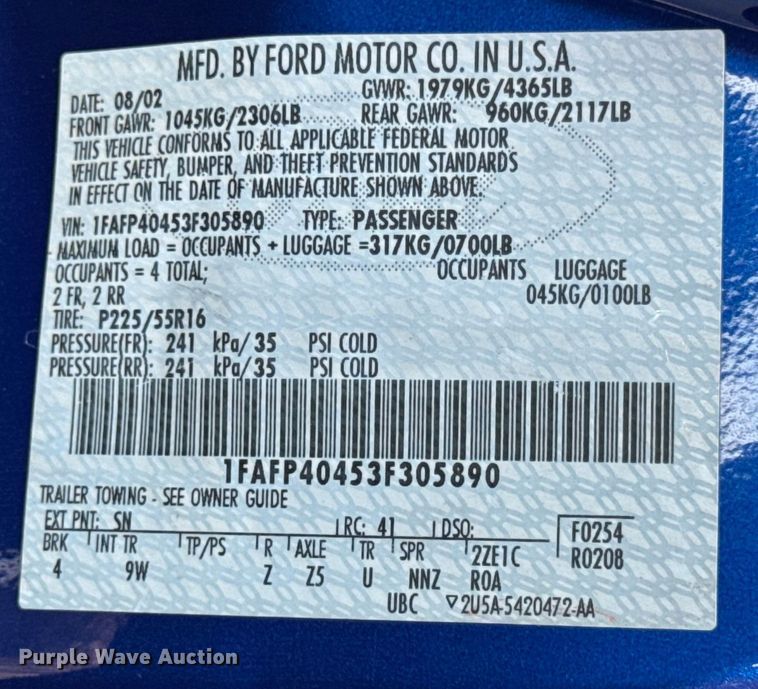 MFD. BY FORD MOTOR CO. IN U.S.A.
DATE: 08/02 GVWR: 1979KG/4365LB
FRONT GAWR: 1045KG/2306LB REAR GAWR: 960KG/2117LB
THIS VEHICLE CONFORMS TO ALL APPLICABLE FEDERAL MOTOR
VEHICLE SAFETY, BUMPER, AND THEFT PREVENTION STANDARDS
IN EFFECT ON THE DATE OF MANUFACTURE SHOWN ABOVE.
VIN: 1FAFP40453F305890 TYPE: PASSENGER
MAXIMUM LOAD = OCCUPANTS + LUGGAGE =317KG/0700LB
OCCUPANTS = 4 TOTAL; OCCUPANTS LUGGAGE
2 FR, 2 RR 045KG/0100LB
TIRE: P225/55R16
PRESSURE(FR): 241 kPa/35 PSI COLD
PRESSURE(RR): 241 kPa/35 PSI COLD
1FAFP40453F305890
TRAILER TOWING - SEE OWNER GUIDE
EXT PNT: SN RC: 41 DSO: F0254
BRK INT TR TP/PS R AXLE TR SPR 2ZE1C R0208
4 9W Z Z5 U NNZ ROA
UBC ▽2U5A-5420472-AA
Purple Wave Auction